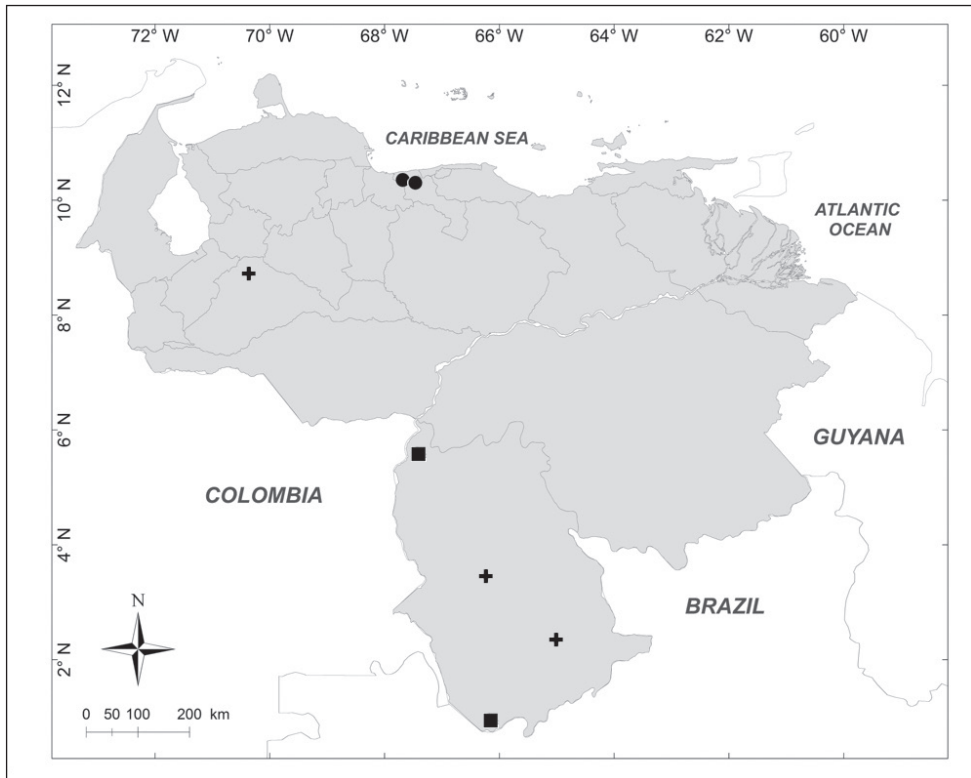 72° W 70° W 68° W 66° W 64° W 62° W 60° W
12° N
10° N
8° N
6° N
4° N
2° N
CARIBBEAN SEA
ATLANTIC
OCEAN
GUYANA
COLOMBIA
BRAZIL
N
0 50 100 200 km